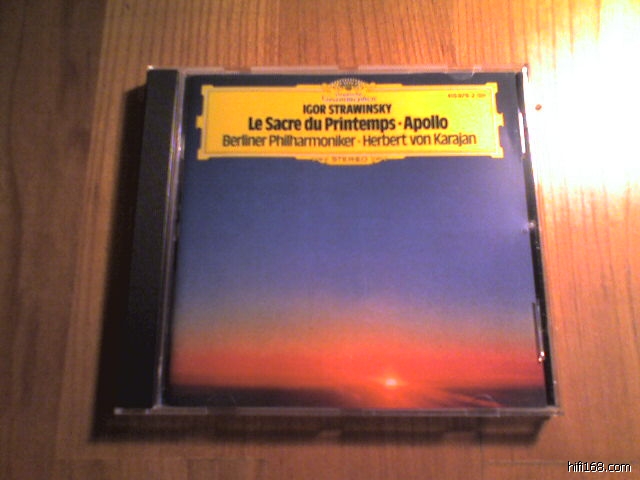 IGOR STRAWINSKY
Le Sacre du Printemps · Apollo
Berliner Philharmoniker · Herbert von Karajan
STEREO
hifi168.com